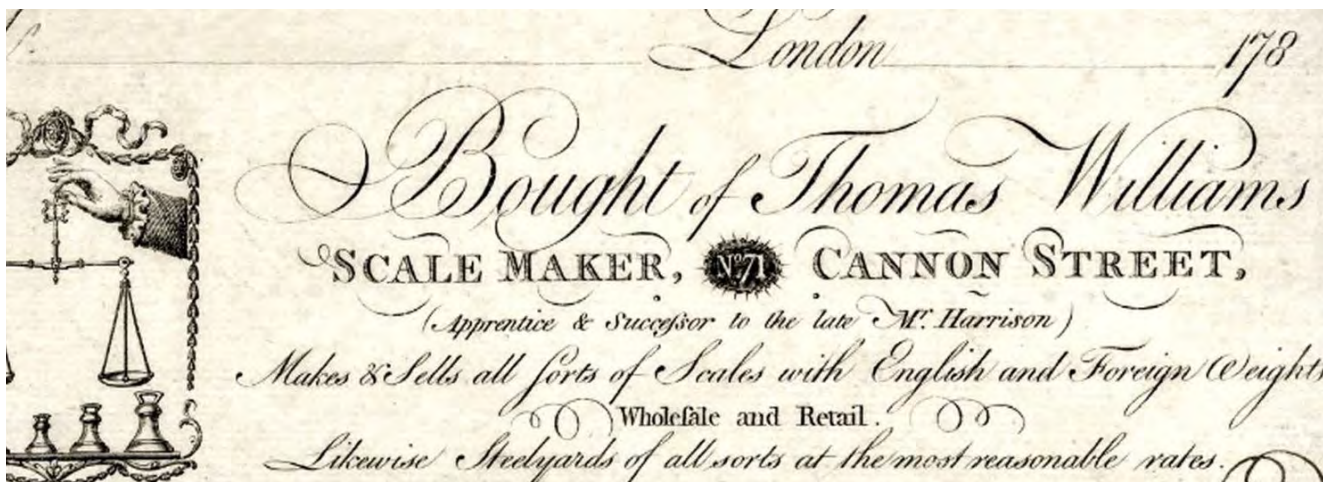 London 178
Bought of Thomas Williams
SCALE MAKER, Nº 71 CANNON STREET,
(Apprentice & Succeſsor to the late Mr. Harrison)
Makes & Sells all ſorts of Scales with English and Foreign Weights
Wholeſale and Retail.
Likewise Steelyards of all sorts at the most reasonable rates.